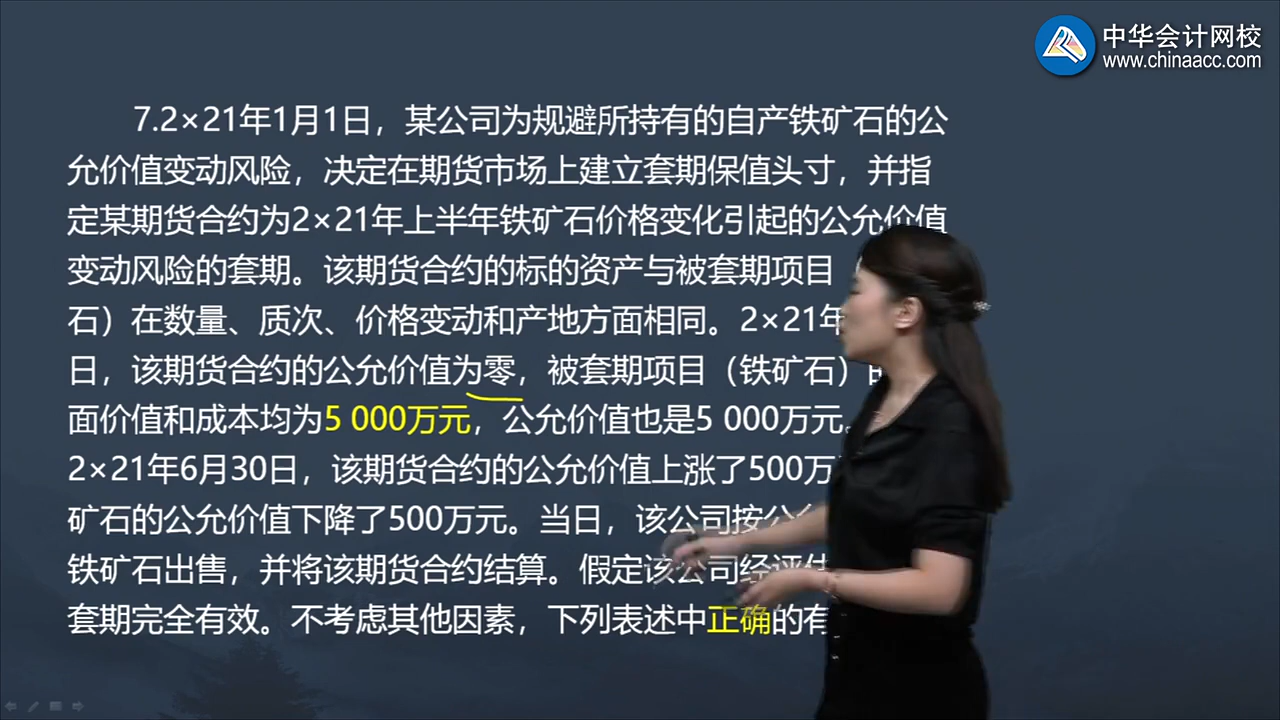 中华会计网校
www.chinaacc.com
7.2×21年1月1日，某公司为规避所持有的自产铁矿石的公
允价值变动风险，决定在期货市场上建立套期保值头寸，并指
定某期货合约为2×21年上半年铁矿石价格变化引起的公允价值
变动风险的套期。该期货合约的标的资产与被套期项目
石）在数量、质次、价格变动和产地方面相同。2×21年
日，该期货合约的公允价值为零，被套期项目（铁矿石）
面价值和成本均为5 000万元，公允价值也是5 000万元。
2×21年6月30日，该期货合约的公允价值上涨了500万
矿石的公允价值下降了500万元。当日，该公司按公
铁矿石出售，并将该期货合约结算。假定该公司经评估
套期完全有效。不考虑其他因素，下列表述中正确的有